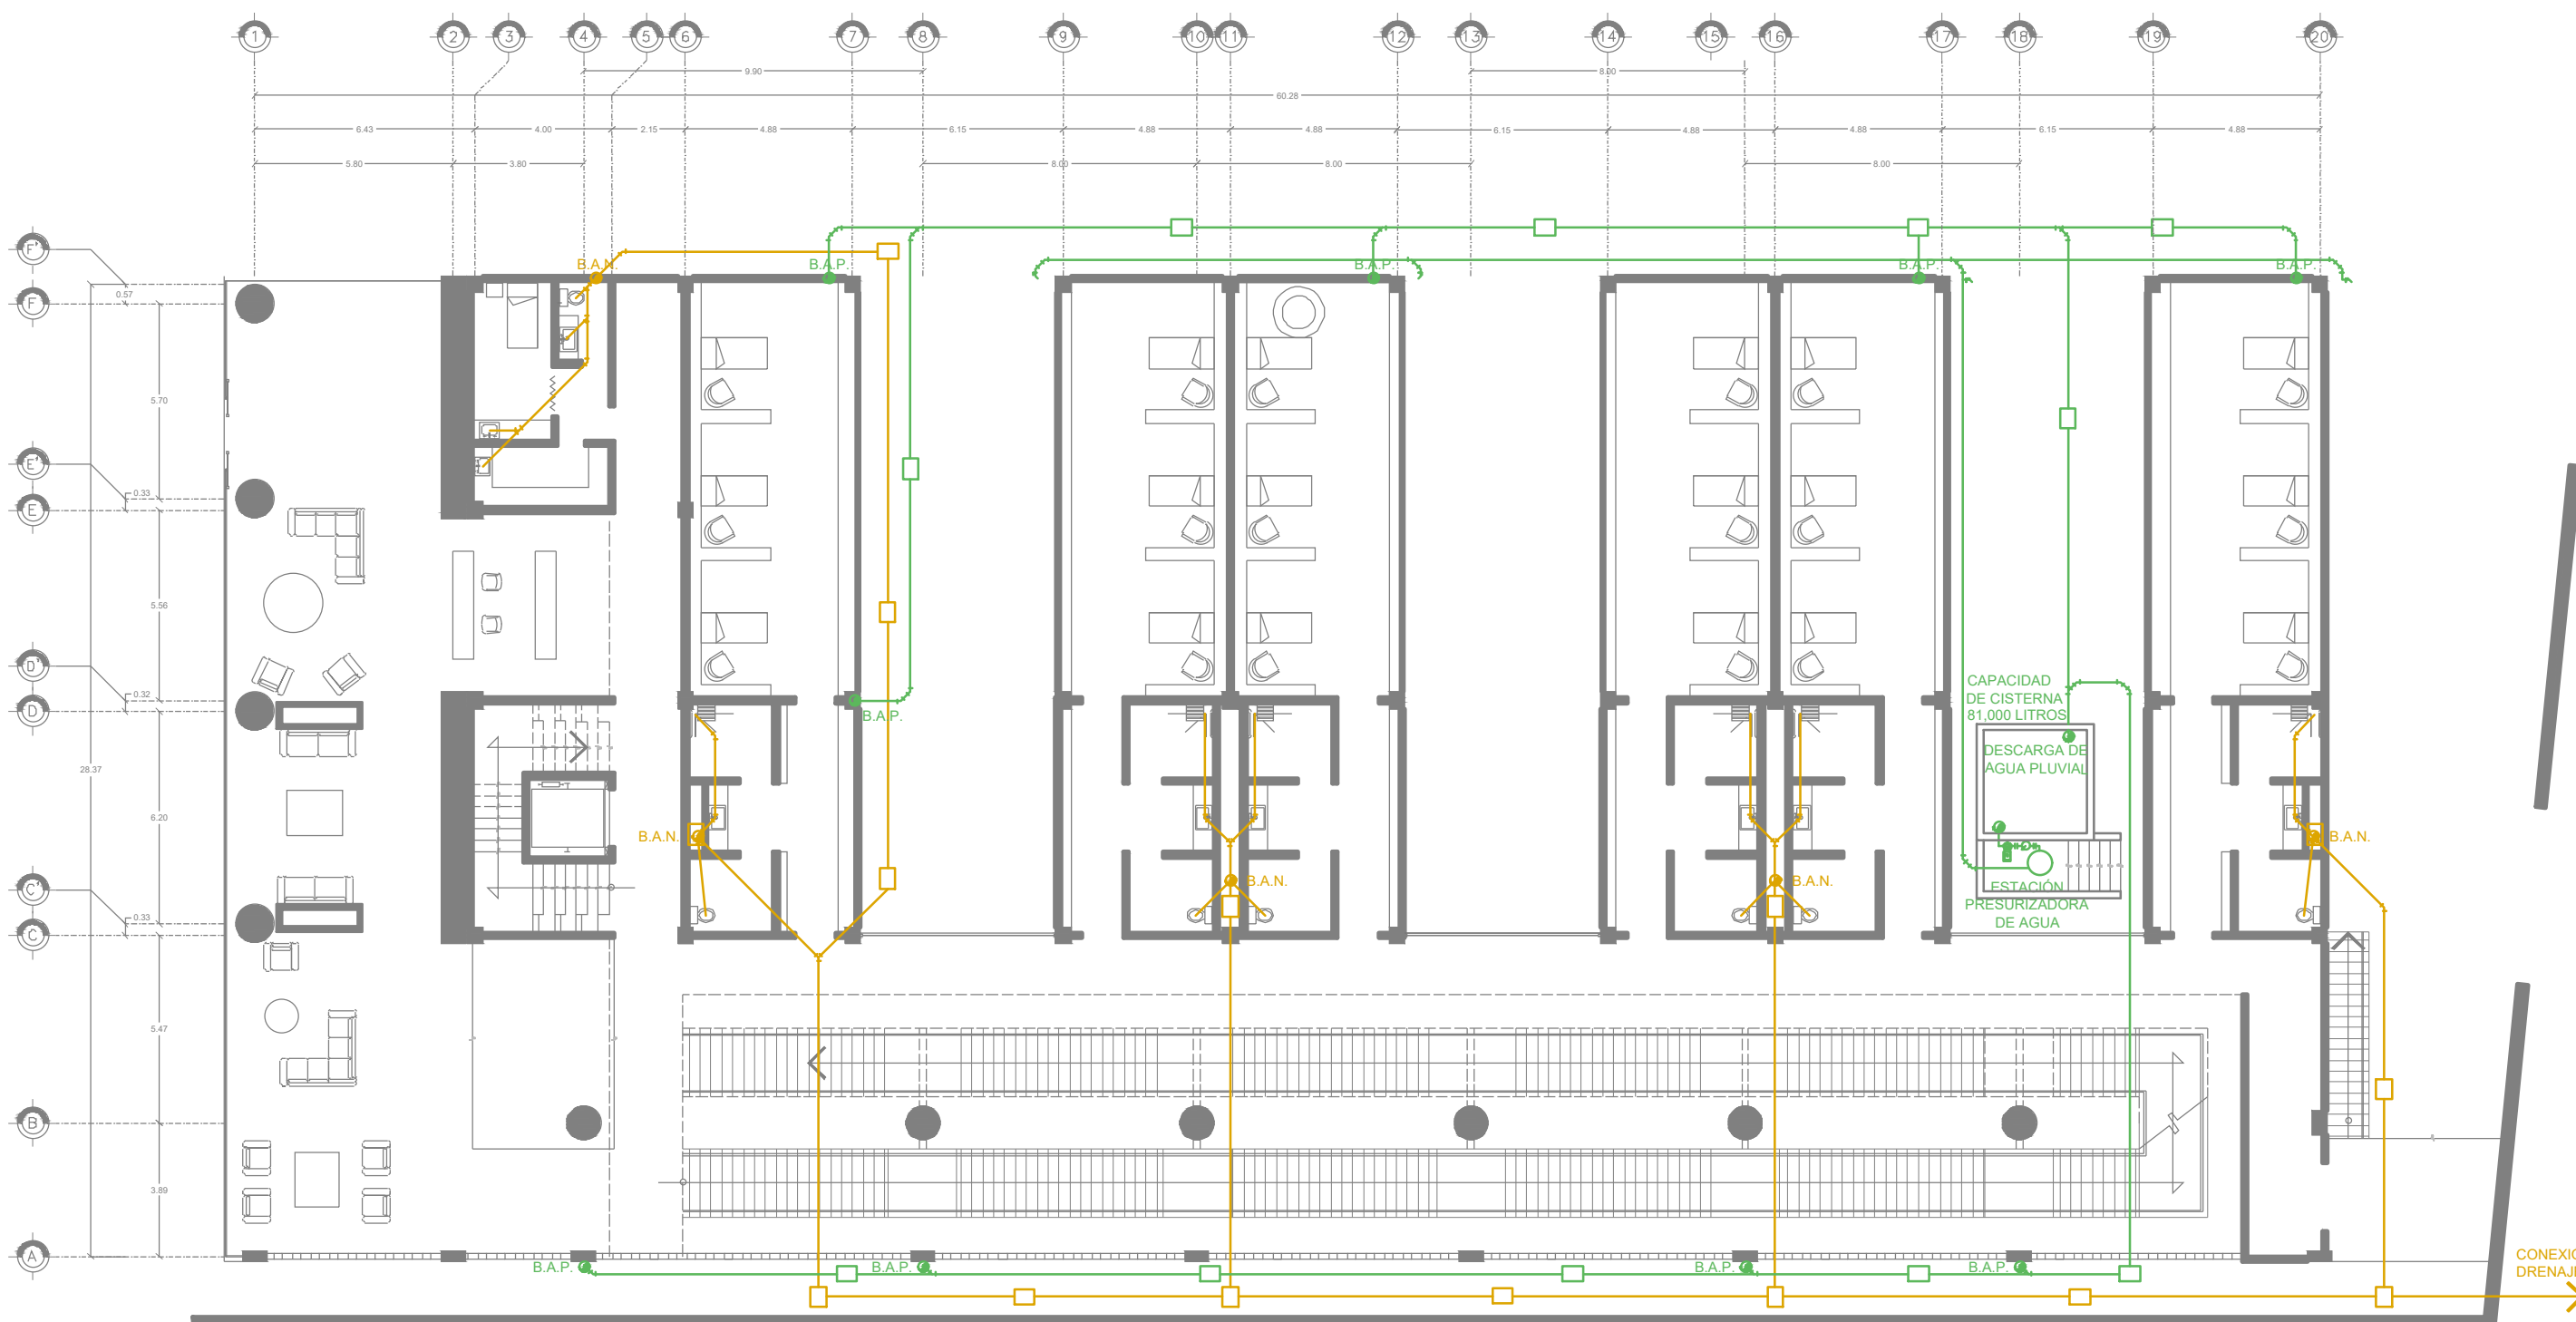 1 2 3 4 5 6 7 8 9 10 11 12 13 14 15 16 17 18 19 20
9.90 8.00
60.28
6.43 4.00 2.15 4.88 6.15 4.88 4.88 6.15 4.88 4.88 6.15 4.88
5.80 3.80 8.00 8.00 8.00
F'
B.A.N. B.A.P. B.A.P. B.A.P. B.A.P.
0.57
F
5.70
E'
0.33
E
5.56
D'
CAPACIDAD
DE CISTERNA
81,000 LITROS
0.32
D
B.A.P.
DESCARGA DE
AGUA PLUVIAL
28.37
6.20
B.A.N. B.A.N.
C'
B.A.N. B.A.N.
ESTACIÓN
PRESURIZADORA
DE AGUA
0.33
C
5.47
B
3.89
A
B.A.P. B.A.P. B.A.P. B.A.P.